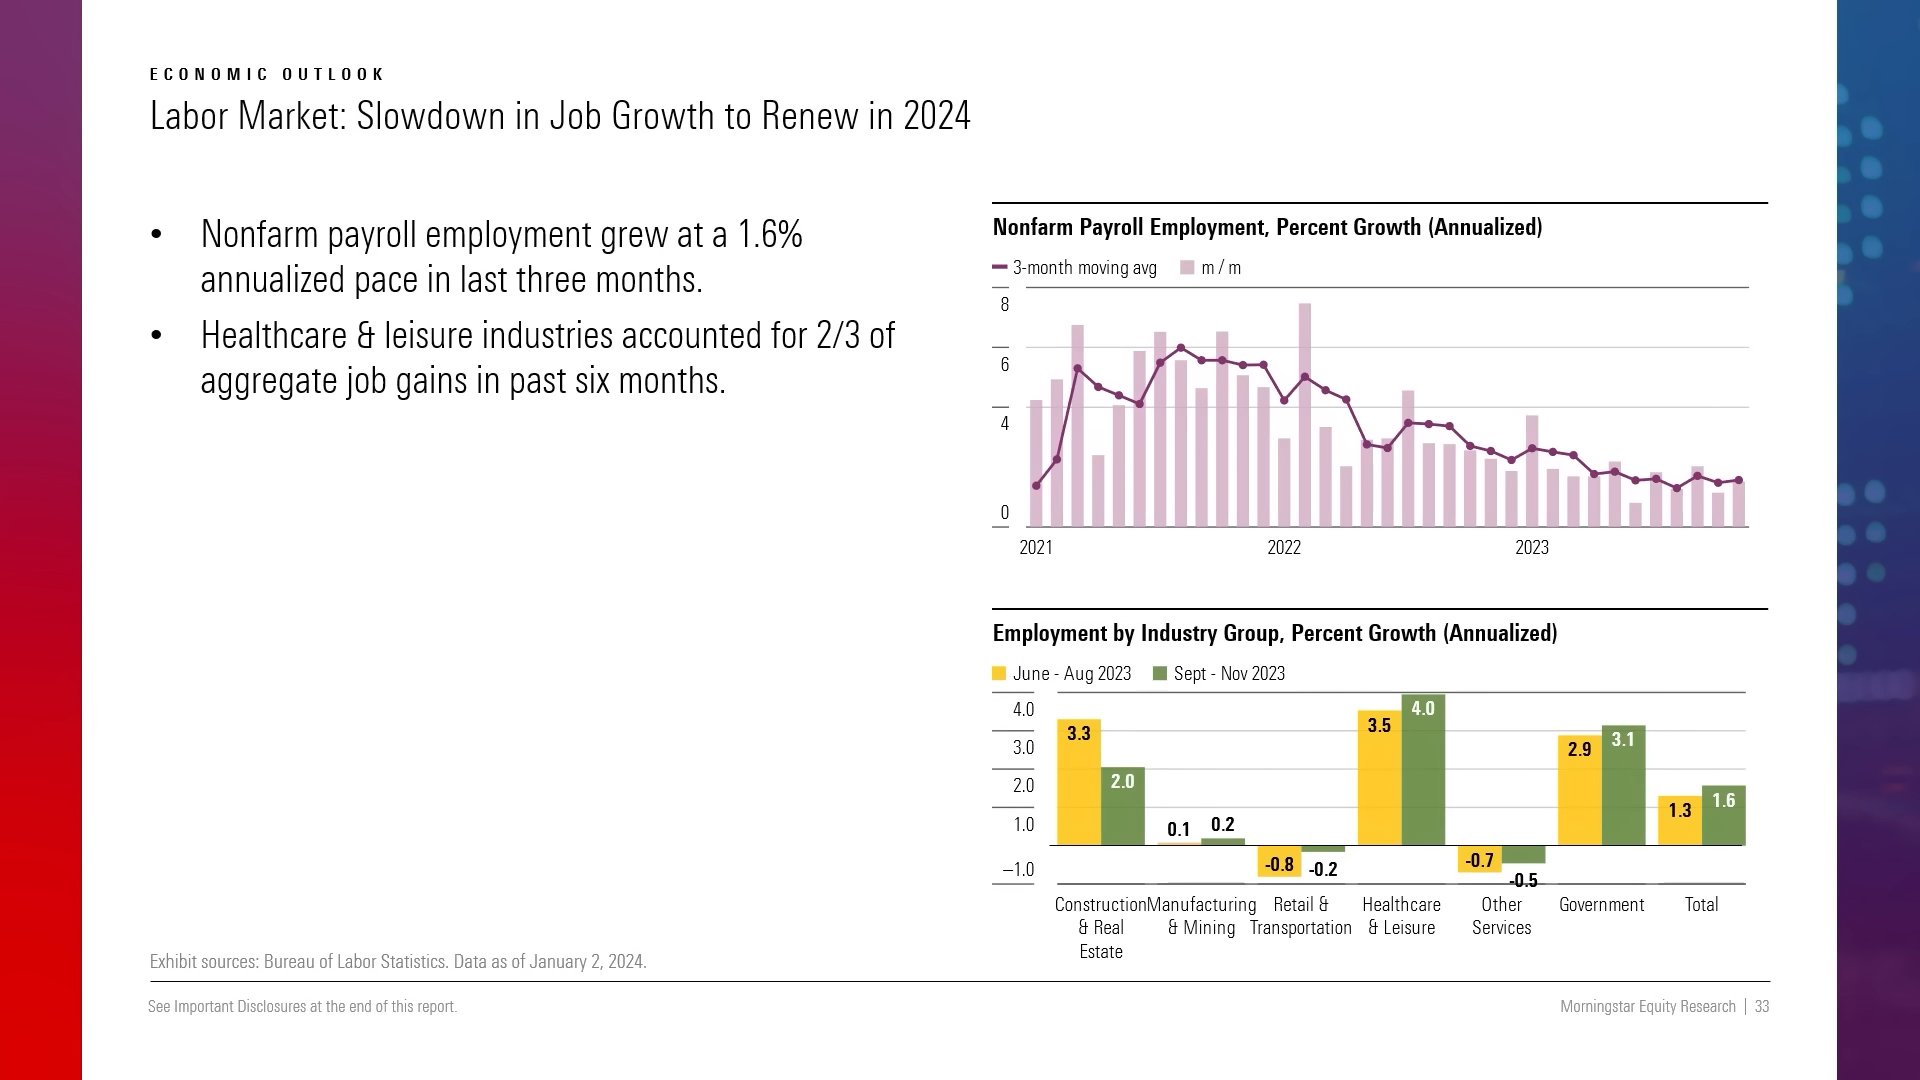 ECONOMIC OUTLOOK
Labor Market: Slowdown in Job Growth to Renew in 2024
• Nonfarm payroll employment grew at a 1.6%
annualized pace in last three months.
• Healthcare & leisure industries accounted for 2/3 of
aggregate job gains in past six months.
Nonfarm Payroll Employment, Percent Growth (Annualized)
3-month moving avg m / m
8
6
4
0
2021 2022 2023
Employment by Industry Group, Percent Growth (Annualized)
June - Aug 2023 Sept - Nov 2023
4.0
3.0
2.0
1.0
–1.0
3.3 2.0 0.1 0.2 -0.8 -0.2 3.5 4.0 -0.7 -0.5 2.9 3.1 1.3 1.6
Construction Manufacturing Retail & Healthcare Other Government Total
& Real & Mining Transportation & Leisure Services
Estate
Exhibit sources: Bureau of Labor Statistics. Data as of January 2, 2024.
See Important Disclosures at the end of this report.
Morningstar Equity Research | 33